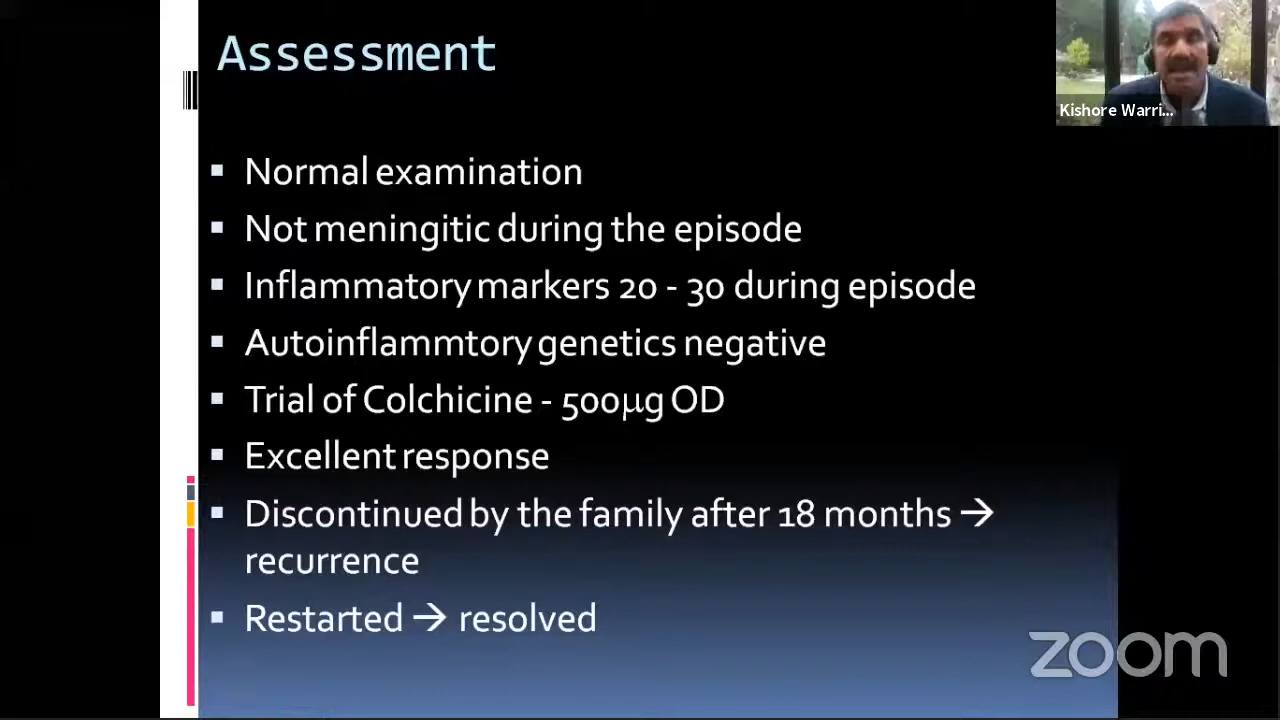 Assessment
Kishore Warri...
▪ Normal examination
▪ Not meningitic during the episode
▪ Inflammatory markers 20 - 30 during episode
▪ Autoinflammtory genetics negative
▪ Trial of Colchicine - 500µg OD
▪ Excellent response
▪ Discontinued by the family after 18 months →
recurrence
▪ Restarted → resolved
zoom